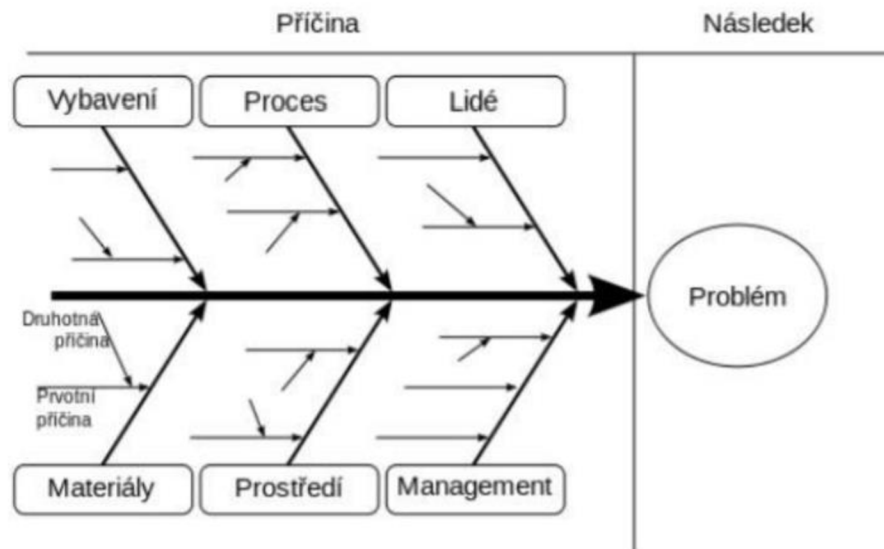 Příčina
Následek
Vybavení
Proces
Lidé
Problém
Druhotná
příčina
Prvotní
příčina
Materiály
Prostředí
Management